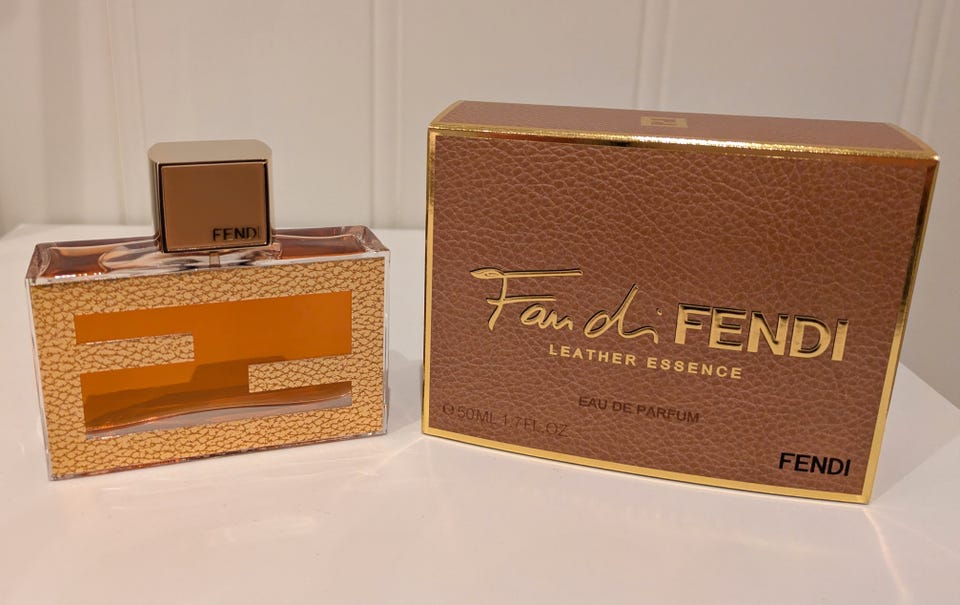 FENDI
Fan di FENDI
LEATHER ESSENCE
EAU DE PARFUM
e 50ML 1.7FL.OZ
FENDI